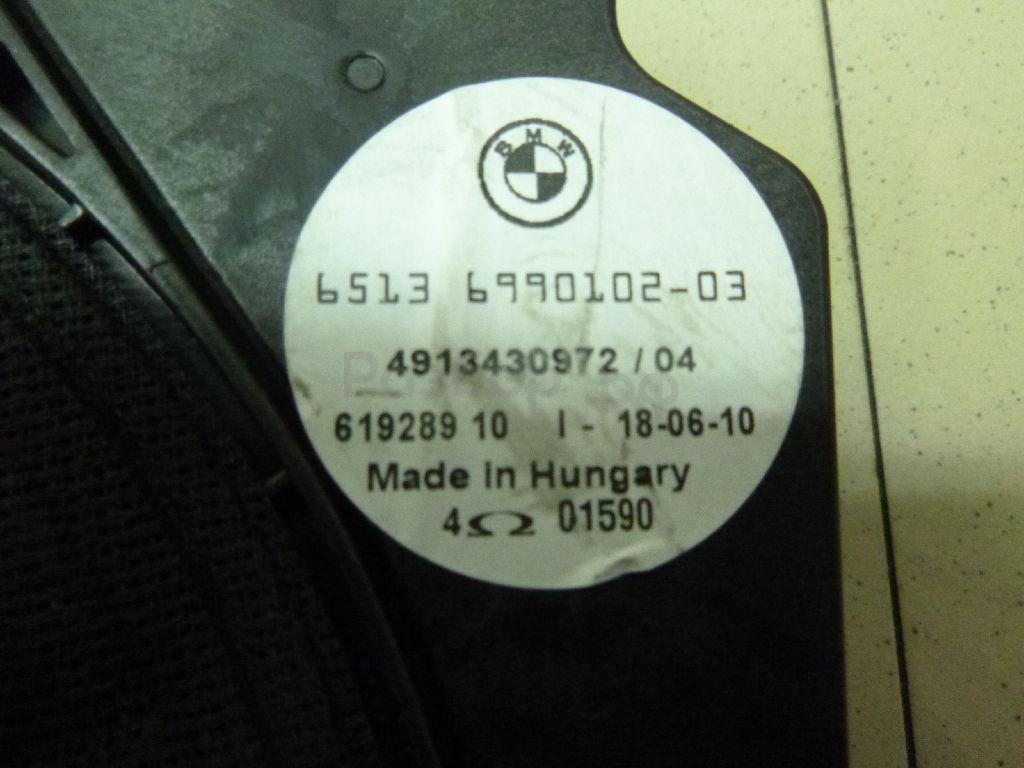 BMW
6513 6990102-03
4913430972 / 04
619289 10 I - 18-06-10
Made in Hungary
4Ω 01590